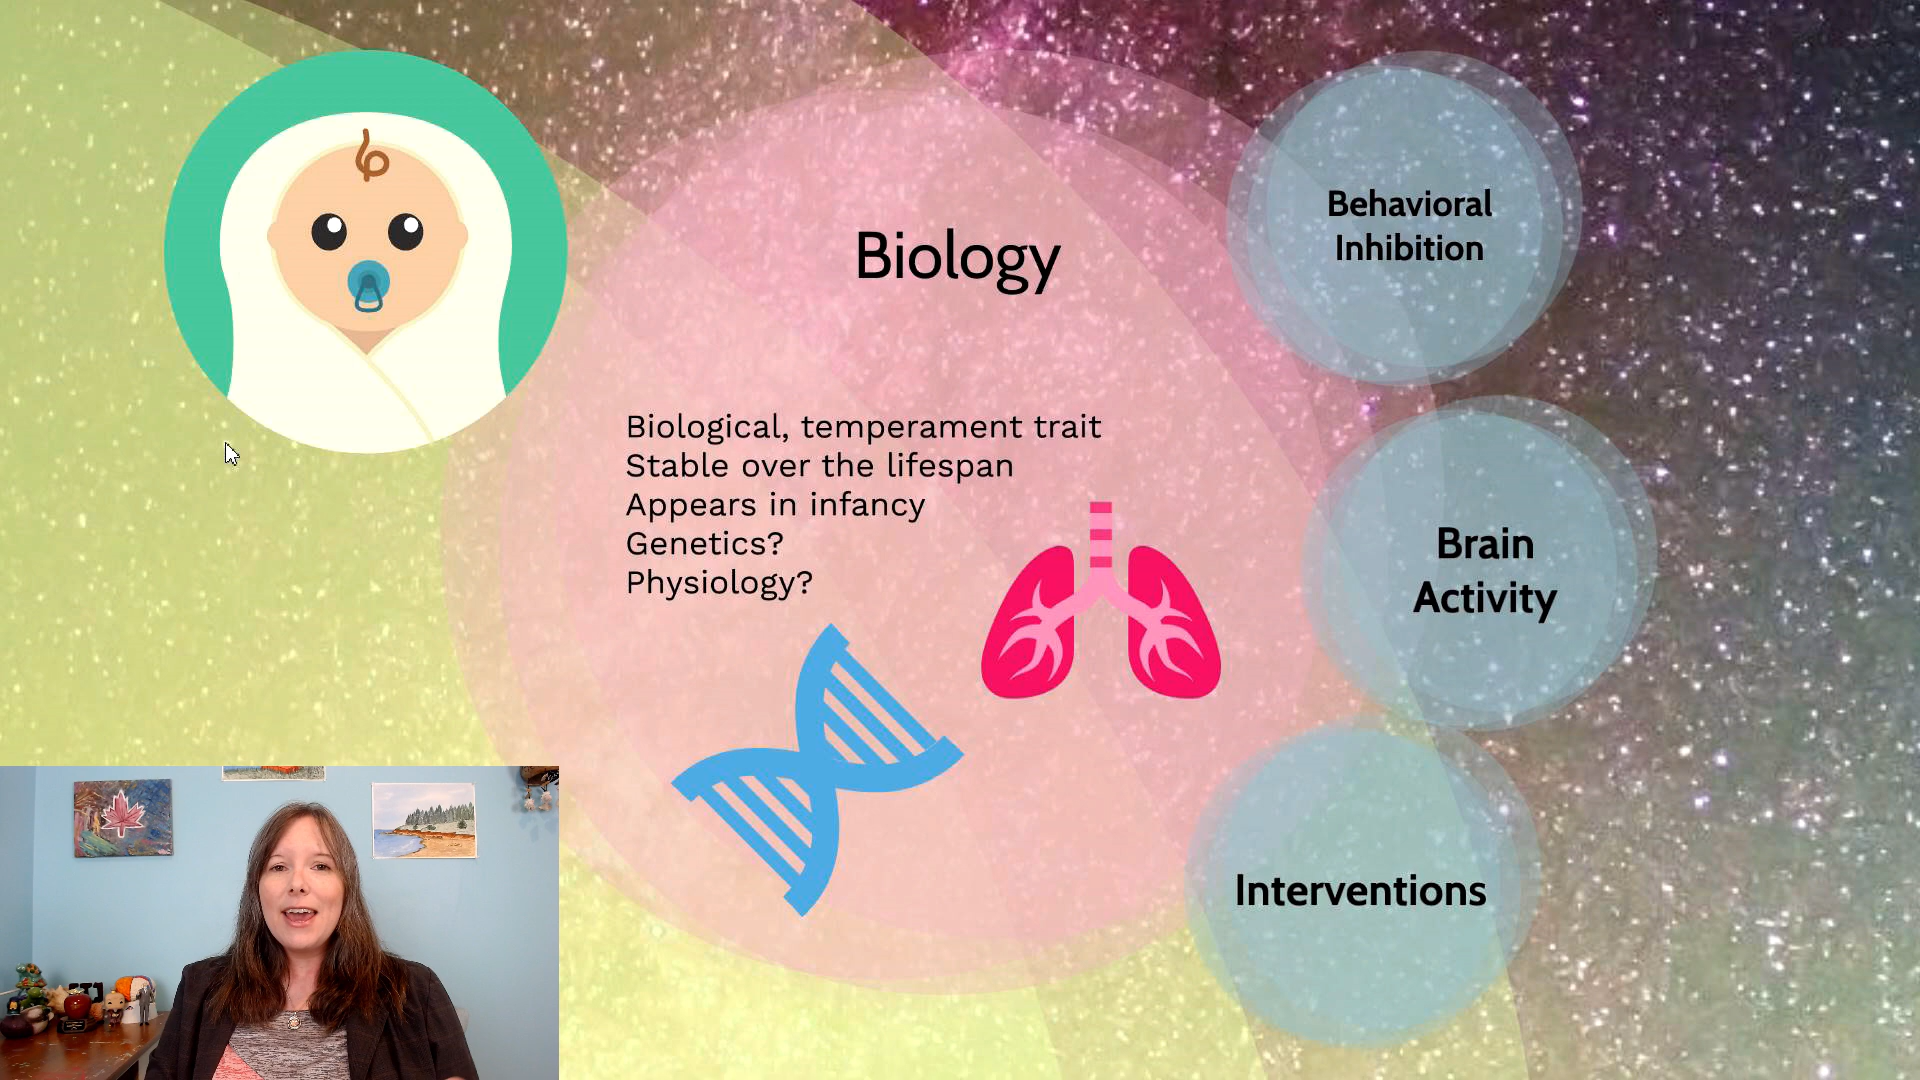 Biology
Biological, temperament trait
Stable over the lifespan
Appears in infancy
Genetics?
Physiology?
Behavioral
Inhibition
Brain
Activity
Interventions